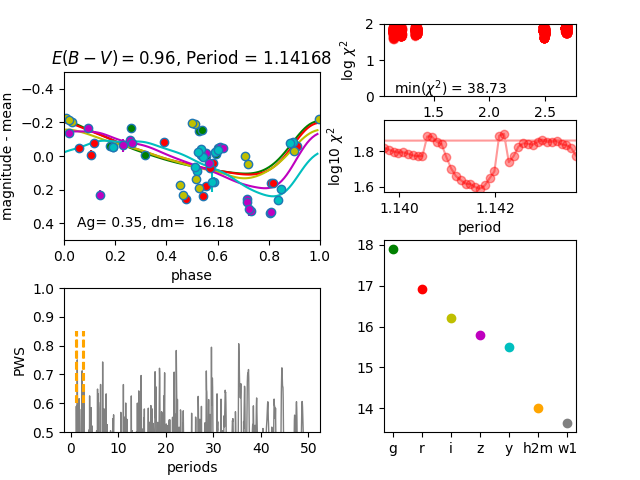 E(B − V) = 0.96, Period = 1.14168
magnitude - mean
−0.4
−0.2
0.0
0.2
0.4
Ag= 0.35, dm=  16.18
0.0 0.2 0.4 0.6 0.8 1.0
phase
log χ²
2
1
0
min(χ²) = 38.73
1.5 2.0 2.5
log10 χ²
1.8
1.6
1.140 1.142
period
PWS
1.0
0.9
0.8
0.7
0.6
0.5
0 10 20 30 40 50
periods
18
17
16
15
14
g r i z y h2m w1